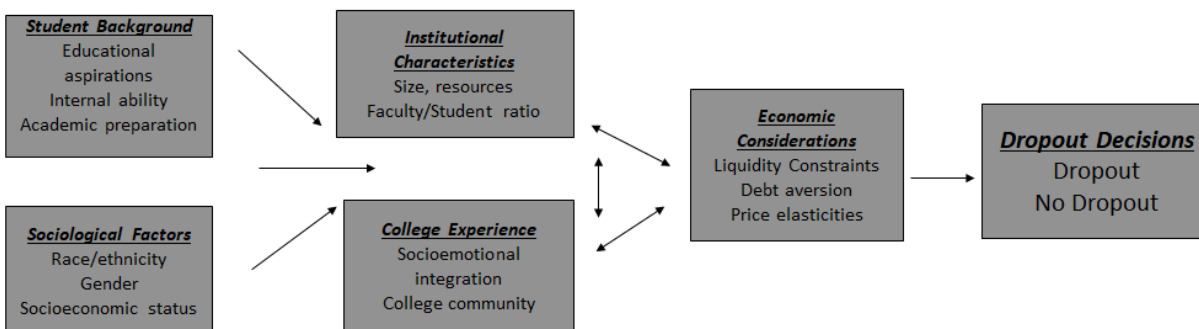 Student Background
Educational
aspirations
Internal ability
Academic preparation
Sociological Factors
Race/ethnicity
Gender
Socioeconomic status
Institutional
Characteristics
Size, resources
Faculty/Student ratio
College Experience
Socioemotional
integration
College community
Economic
Considerations
Liquidity Constraints
Debt aversion
Price elasticities
Dropout Decisions
Dropout
No Dropout